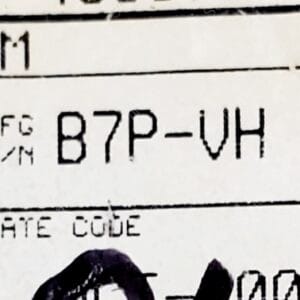 M
FG
/N B7P-VH
ATE CODE